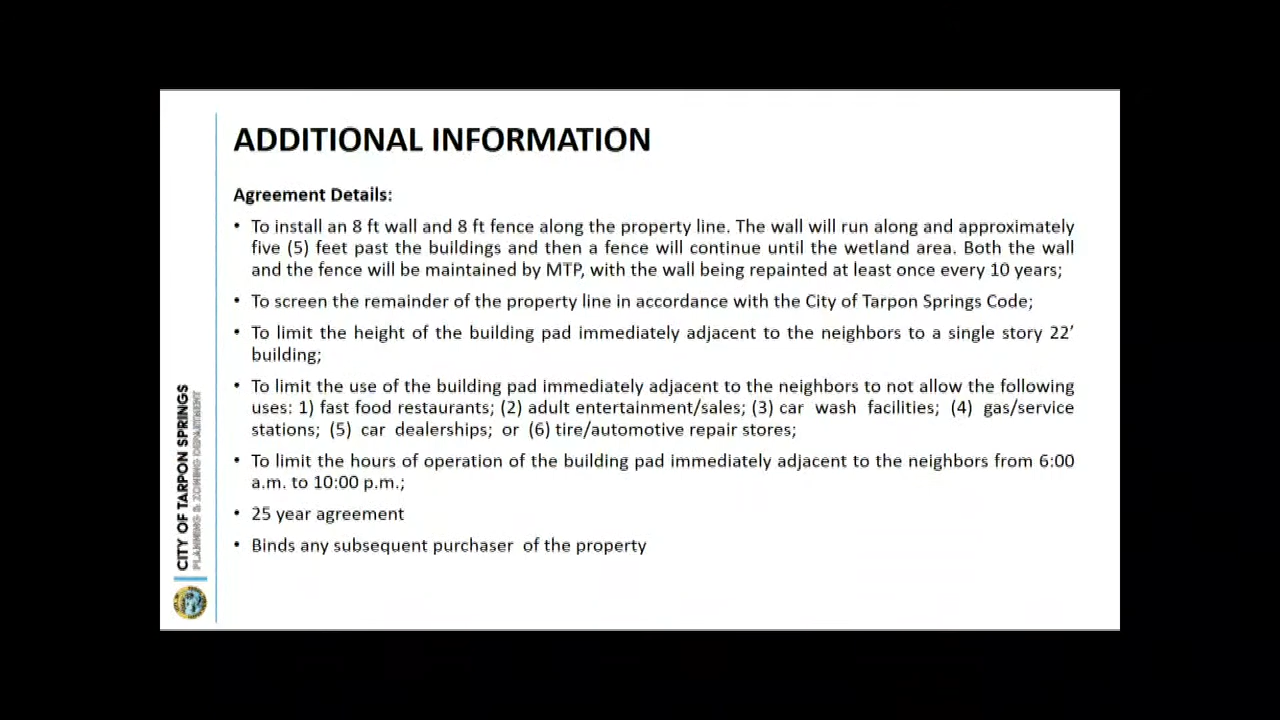 ADDITIONAL INFORMATION
Agreement Details:
• To install an 8 ft wall and 8 ft fence along the property line. The wall will run along and approximately
five (5) feet past the buildings and then a fence will continue until the wetland area. Both the wall
and the fence will be maintained by MTP, with the wall being repainted at least once every 10 years;
• To screen the remainder of the property line in accordance with the City of Tarpon Springs Code;
• To limit the height of the building pad immediately adjacent to the neighbors to a single story 22’
building;
• To limit the use of the building pad immediately adjacent to the neighbors to not allow the following
uses: 1) fast food restaurants; (2) adult entertainment/sales; (3) car wash facilities; (4) gas/service
stations; (5) car dealerships; or (6) tire/automotive repair stores;
• To limit the hours of operation of the building pad immediately adjacent to the neighbors from 6:00
a.m. to 10:00 p.m.;
• 25 year agreement
• Binds any subsequent purchaser of the property
CITY OF TARPON SPRINGS
PLANNING & ZONING DEPARTMENT